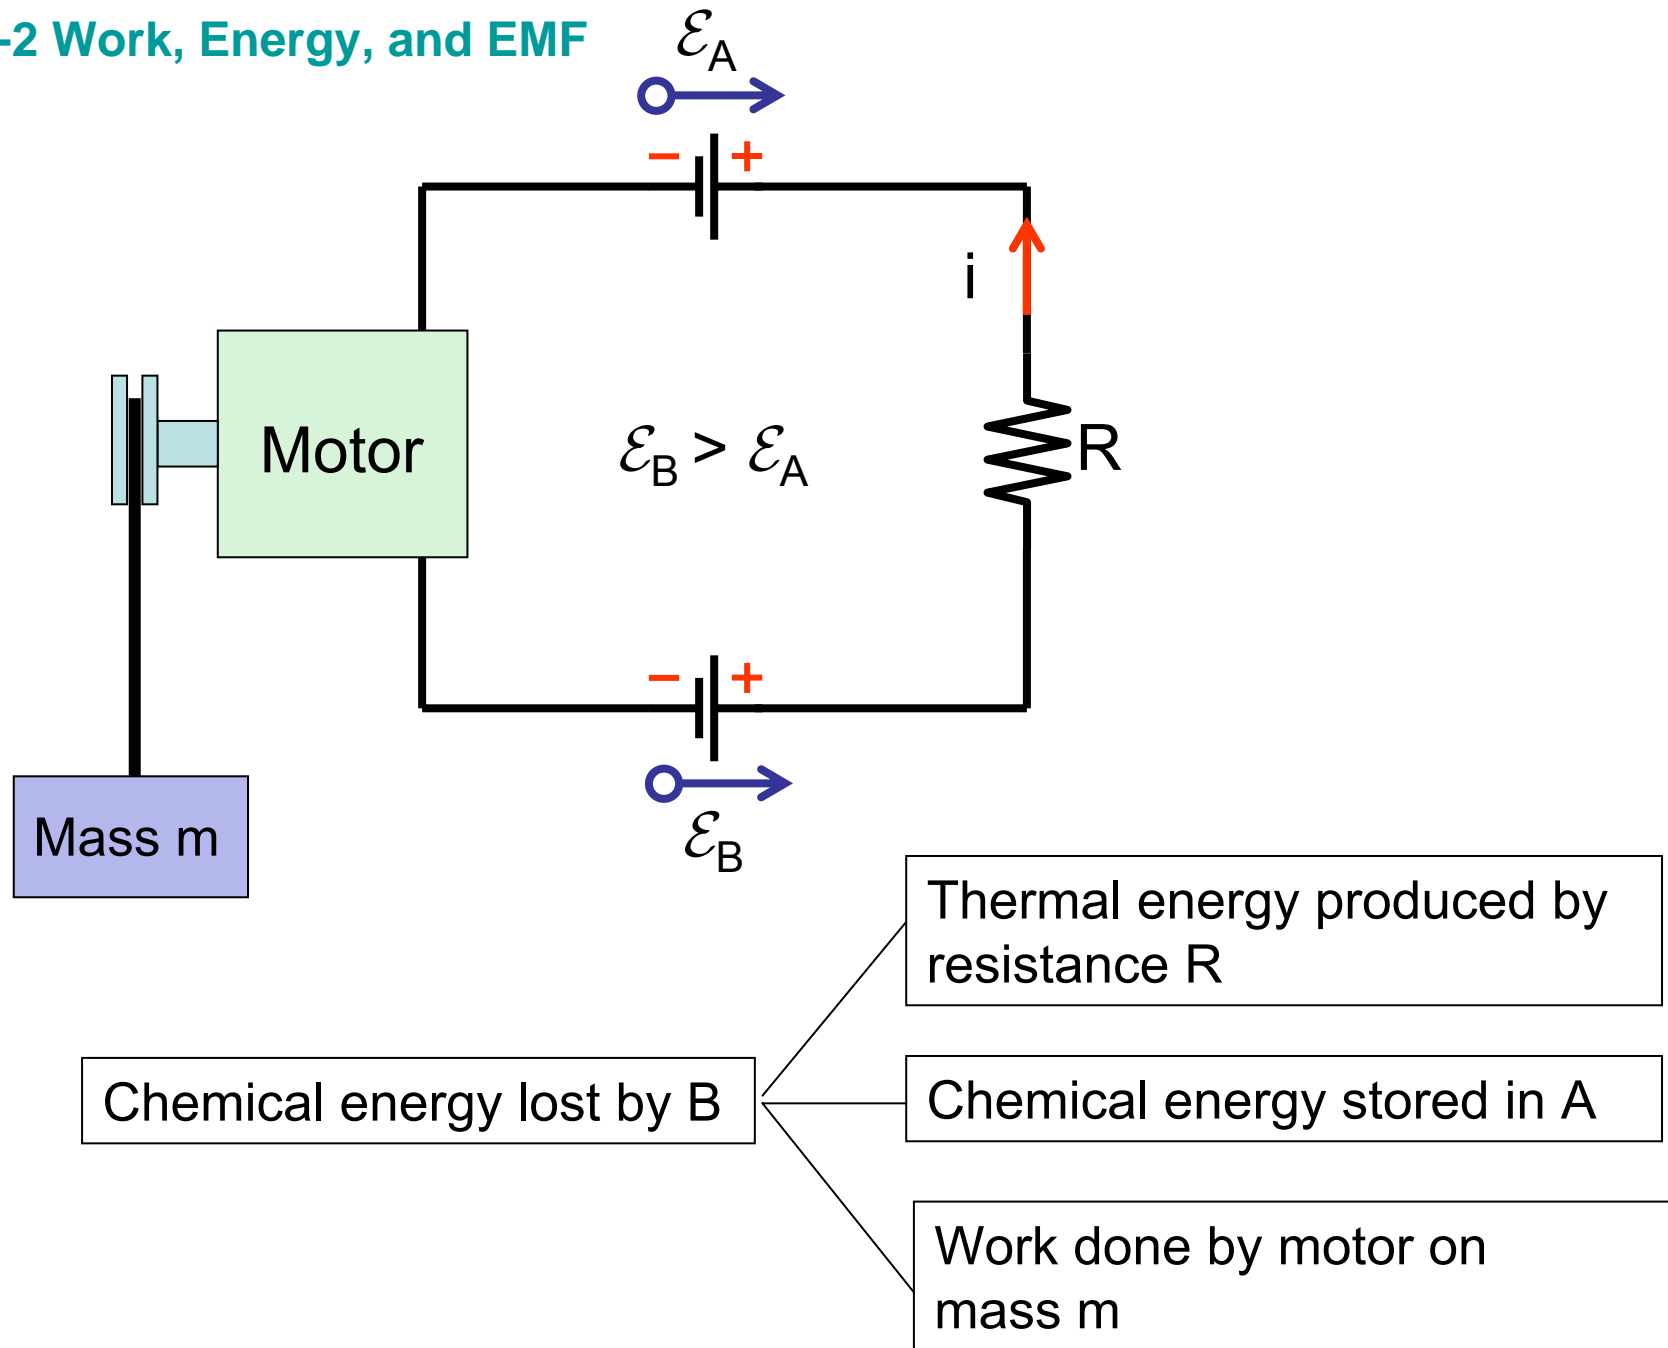 -2 Work, Energy, and EMF
ℰA
− +
i
Motor
ℰB > ℰA
R
− +
ℰB
Mass m
Thermal energy produced by
resistance R
Chemical energy lost by B
Chemical energy stored in A
Work done by motor on
mass m